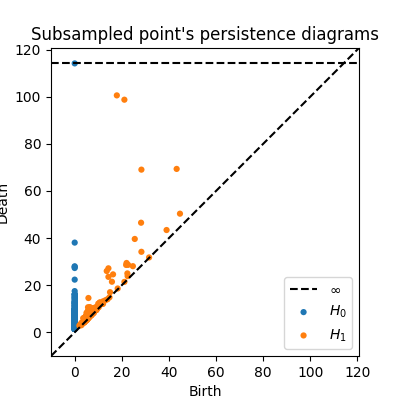 Subsampled point's persistence diagrams
120
100
80
60
40
20
0
Death
∞
H₀
H₁
0 20 40 60 80 100 120
Birth